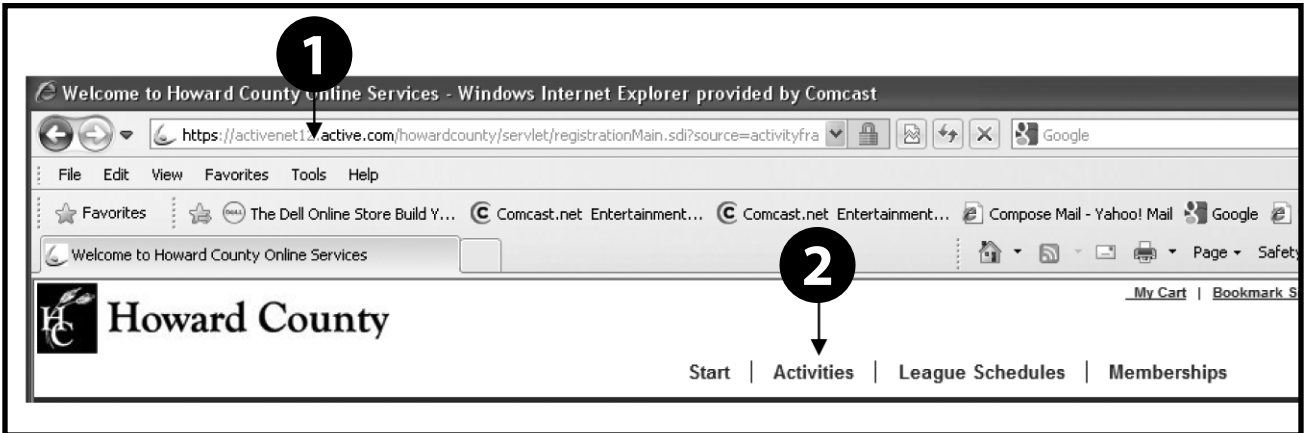 1
Welcome to Howard County Online Services - Windows Internet Explorer provided by Comcast
https://activenet12.active.com/howardcounty/servlet/registrationMain.sdi?source=activityfra Google
File Edit View Favorites Tools Help
Favorites DELL The Dell Online Store Build Y... C Comcast.net Entertainment... C Comcast.net Entertainment... Compose Mail - Yahoo! Mail Google
Welcome to Howard County Online Services Page Safety
2
My Cart | Bookmark
HC Howard County
Start | Activities | League Schedules | Memberships